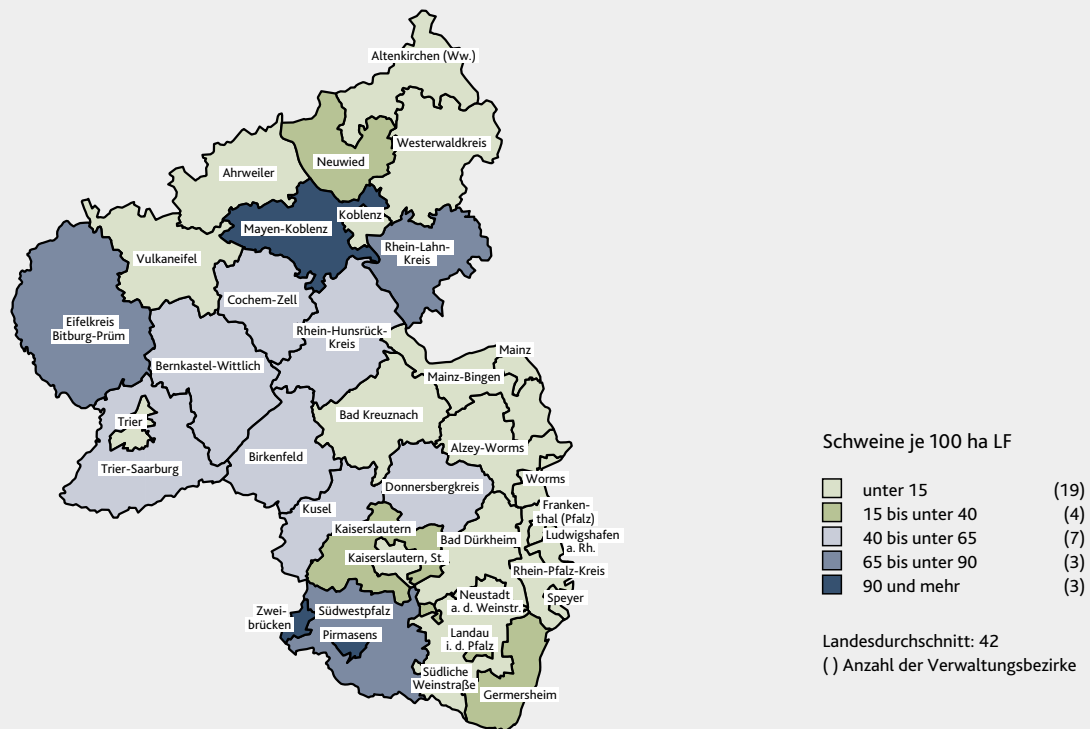 Altenkirchen (Ww.)
Westerwaldkreis
Neuwied
Ahrweiler
Koblenz
Mayen-Koblenz
Rhein-Lahn-
Kreis
Vulkaneifel
Cochem-Zell
Eifelkreis
Bitburg-Prüm
Rhein-Hunsrück-
Kreis
Mainz
Bernkastel-Wittlich
Mainz-Bingen
Bad Kreuznach
Trier
Alzey-Worms
Birkenfeld
Trier-Saarburg
Worms
Donnersbergkreis
Kusel
Franken-
thal (Pfalz)
Kaiserslautern
Ludwigshafen
a. Rh.
Bad Dürkheim
Kaiserslautern, St.
Rhein-Pfalz-Kreis
Neustadt
a. d. Weinstr.
Speyer
Zwei-
brücken
Südwestpfalz
Pirmasens
Landau
i. d. Pfalz
Südliche
Weinstraße
Germersheim
Schweine je 100 ha LF
unter 15 (19)
15 bis unter 40 (4)
40 bis unter 65 (7)
65 bis unter 90 (3)
90 und mehr (3)
Landesdurchschnitt: 42
( ) Anzahl der Verwaltungsbezirke